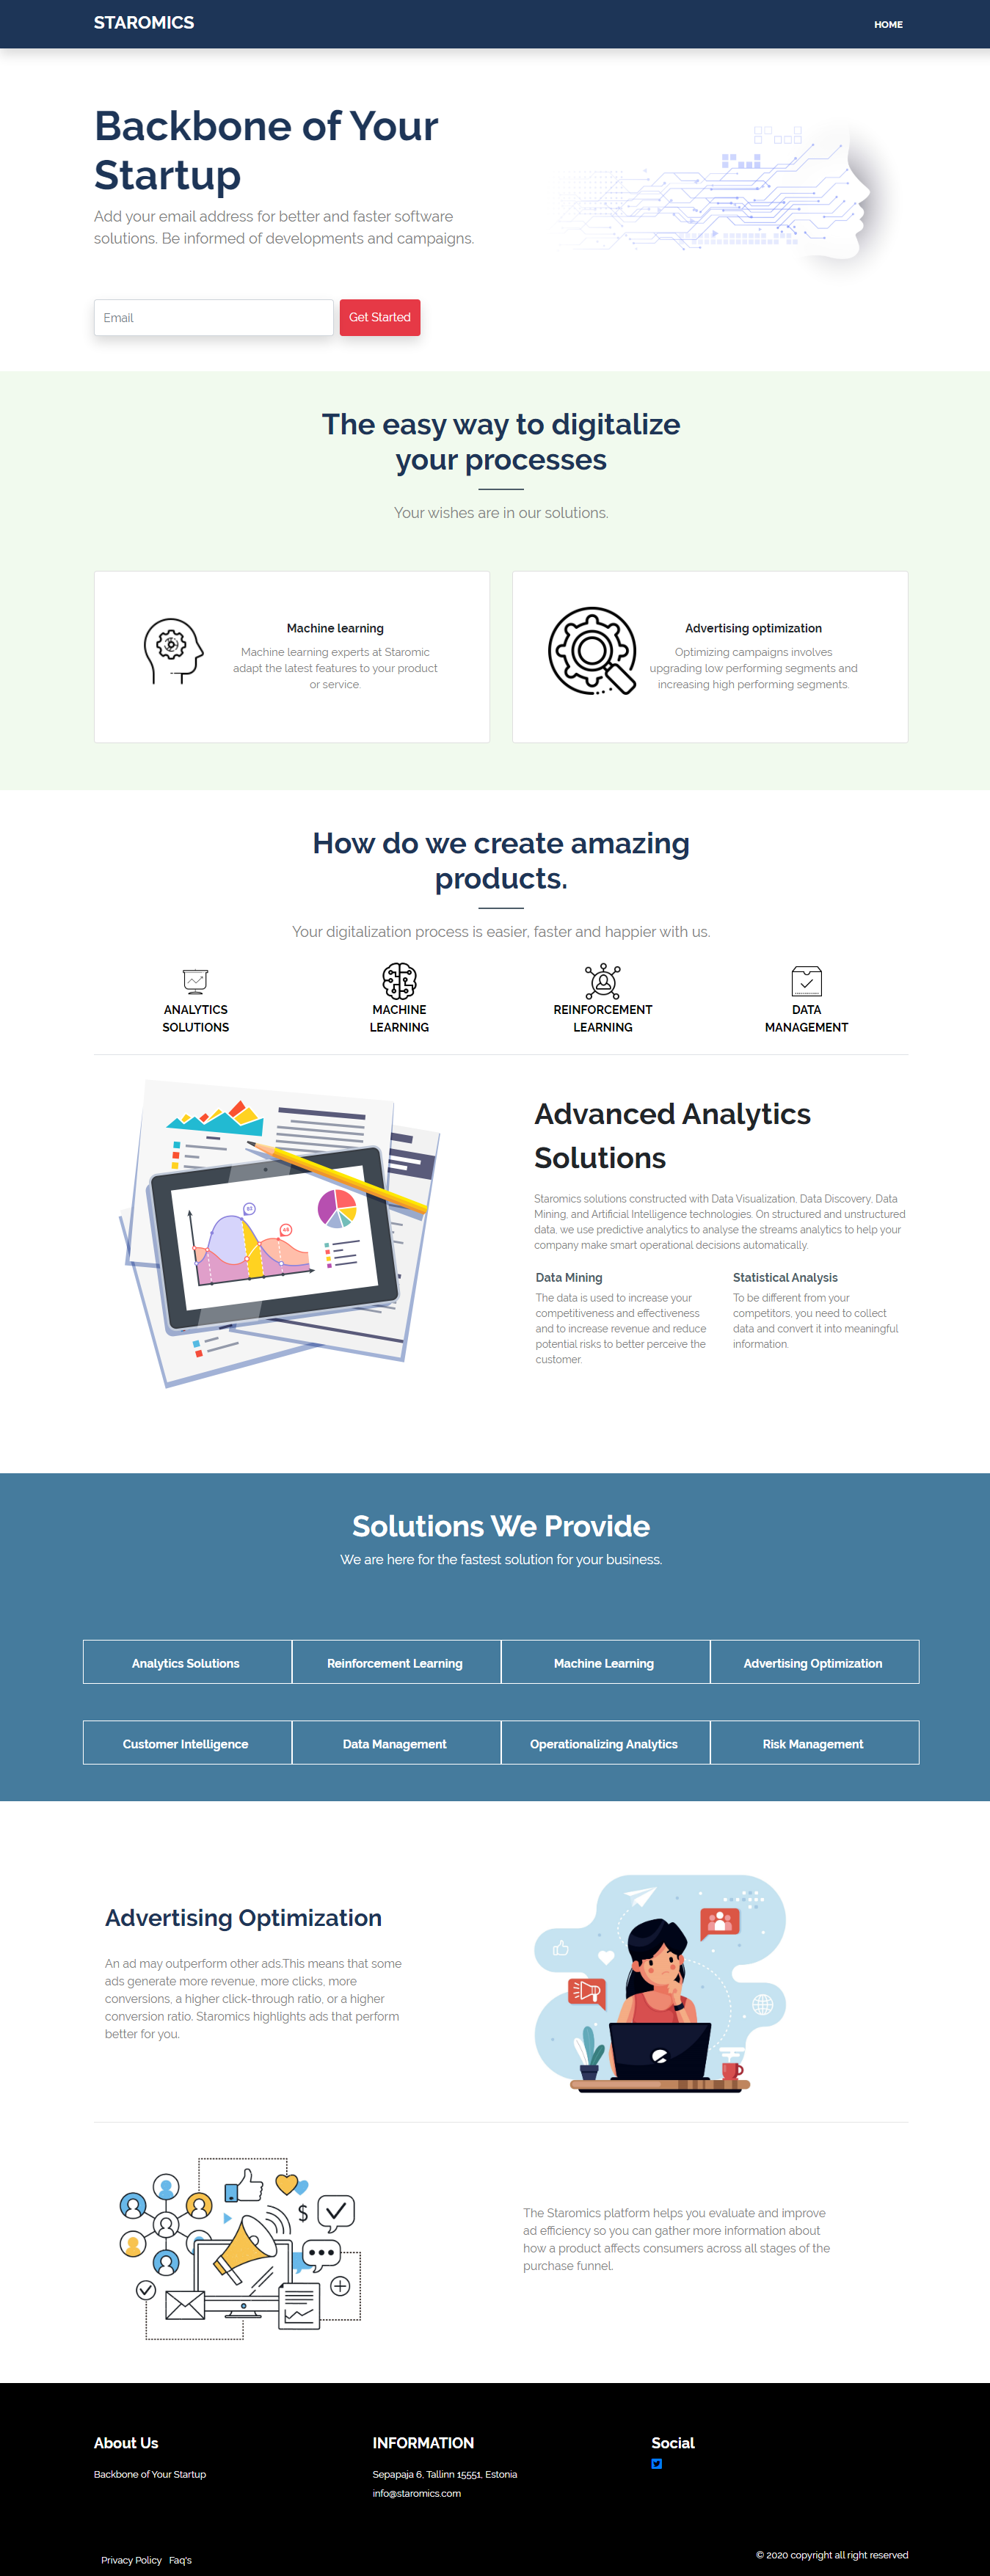 STAROMICS
HOME
Backbone of Your
Startup
Add your email address for better and faster software
solutions. Be informed of developments and campaigns.
Email
Get Started
The easy way to digitalize
your processes
Your wishes are in our solutions.
Machine learning
Machine learning experts at Staromic
adapt the latest features to your product
or service.
Advertising optimization
Optimizing campaigns involves
upgrading low performing segments and
increasing high performing segments.
How do we create amazing
products.
Your digitalization process is easier, faster and happier with us.
ANALYTICS
SOLUTIONS
MACHINE
LEARNING
REINFORCEMENT
LEARNING
DATA
MANAGEMENT
Advanced Analytics
Solutions
Staromics solutions constructed with Data Visualization, Data Discovery, Data
Mining, and Artificial Intelligence technologies. On structured and unstructured
data, we use predictive analytics to analyse the streams analytics to help your
company make smart operational decisions automatically.
Data Mining
The data is used to increase your
competitiveness and effectiveness
and to increase revenue and reduce
potential risks to better perceive the
customer.
Statistical Analysis
To be different from your
competitors, you need to collect
data and convert it into meaningful
information.
Solutions We Provide
We are here for the fastest solution for your business.
Analytics Solutions
Reinforcement Learning
Machine Learning
Advertising Optimization
Customer Intelligence
Data Management
Operationalizing Analytics
Risk Management
Advertising Optimization
An ad may outperform other ads.This means that some
ads generate more revenue, more clicks, more
conversions, a higher click-through ratio, or a higher
conversion ratio. Staromics highlights ads that perform
better for you.
$
The Staromics platform helps you evaluate and improve
ad efficiency so you can gather more information about
how a product affects consumers across all stages of the
purchase funnel.
About Us
Backbone of Your Startup
INFORMATION
Sepapaja 6, Tallinn 15551, Estonia
info@staromics.com
Social
Privacy Policy Faq's
© 2020 copyright all right reserved